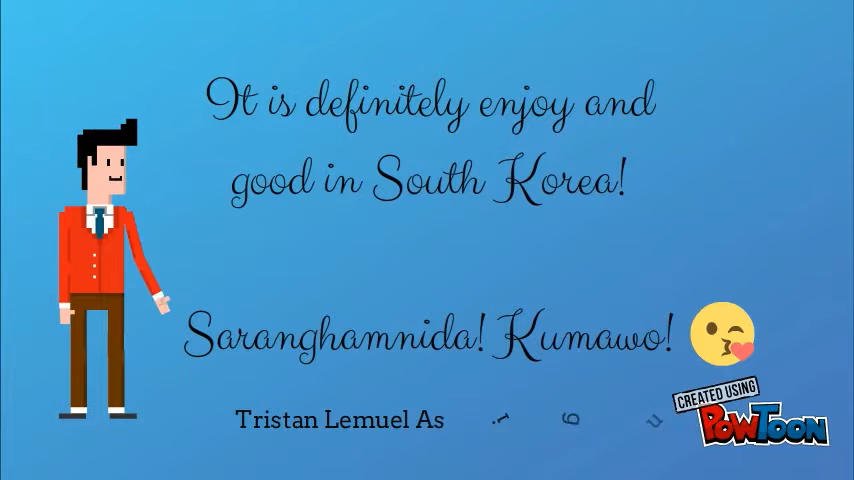 It is definitely enjoy and
good in South Korea!
Saranghamnida! Kumawo!
Tristan Lemuel As i g u
CREATED USING
POWTOON